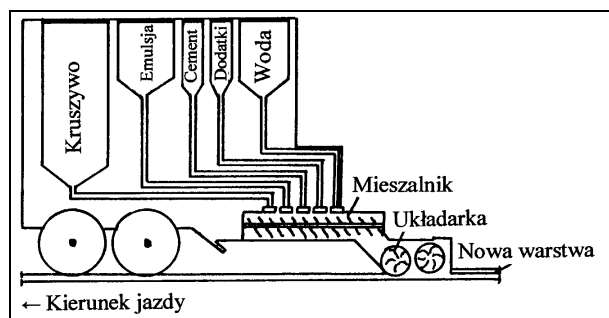 Kruszywo
Emulsja
Cement
Dodatki
Woda
Mieszalnik
Układarka
Nowa warstwa
← Kierunek jazdy